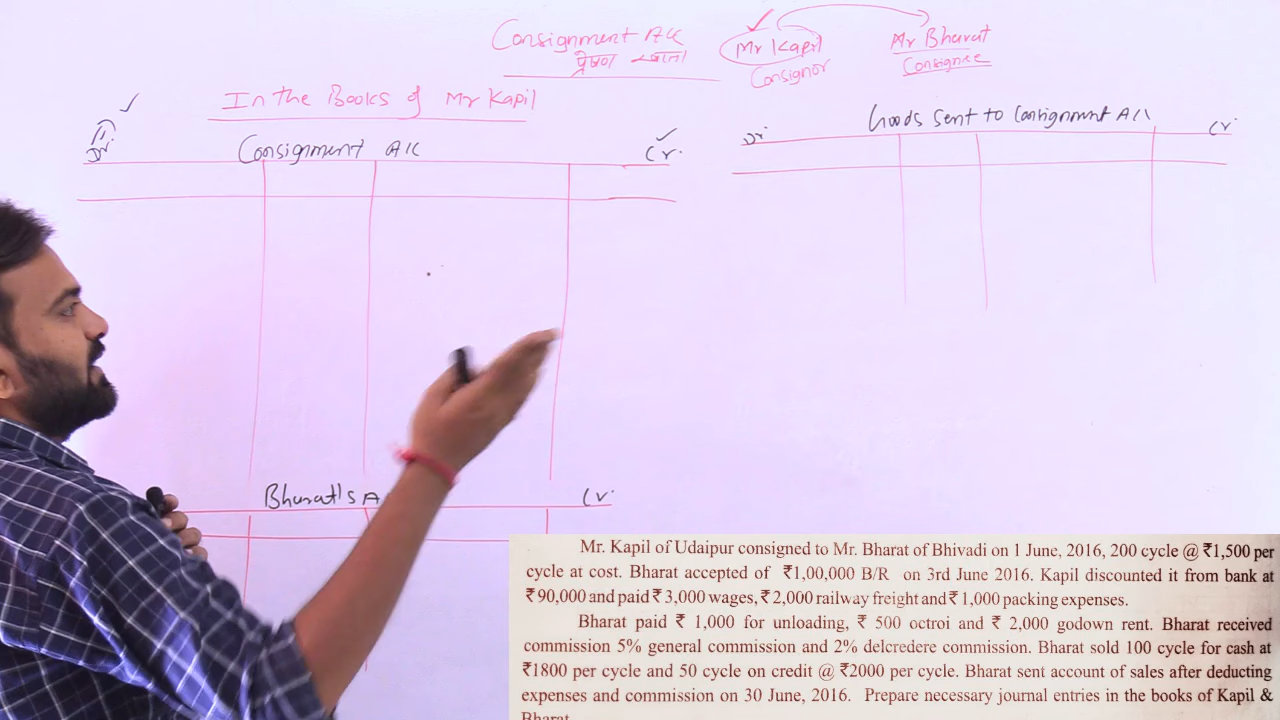 Consignment A/c
प्रेषण खाता
Mr Kapil
Consignor
Mr Bharat
Consignee
In the Books of Mr Kapil
Dr.
Consignment A/c
Cr.
Dr.
Goods Sent to Consignment A/c
Cr.
Bharat's A
Cr.
Mr. Kapil of Udaipur consigned to Mr. Bharat of Bhivadi on 1 June, 2016, 200 cycle @ ₹1,500 per
cycle at cost. Bharat accepted of ₹1,00,000 B/R on 3rd June 2016. Kapil discounted it from bank at
₹90,000 and paid ₹3,000 wages, ₹2,000 railway freight and ₹1,000 packing expenses.
Bharat paid ₹ 1,000 for unloading, ₹ 500 octroi and ₹ 2,000 godown rent. Bharat received
commission 5% general commission and 2% delcredere commission. Bharat sold 100 cycle for cash at
₹1800 per cycle and 50 cycle on credit @ ₹2000 per cycle. Bharat sent account of sales after deducting
expenses and commission on 30 June, 2016. Prepare necessary journal entries in the books of Kapil &
Bharat